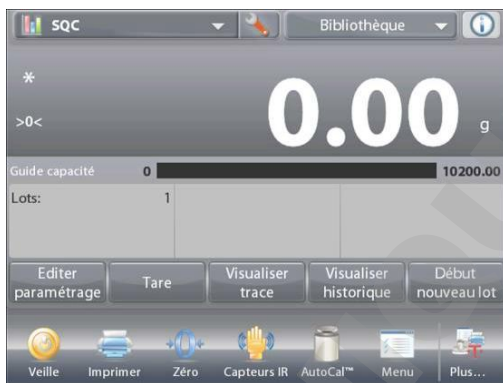 SQC Bibliothèque
*
>0<
0.00 g
Guide capacité 0 10200.00
Lots: 1
Editer paramétrage
Tare
Visualiser trace
Visualiser historique
Début nouveau lot
Veille Imprimer Zéro Capteurs IR AutoCal™ Menu Plus...